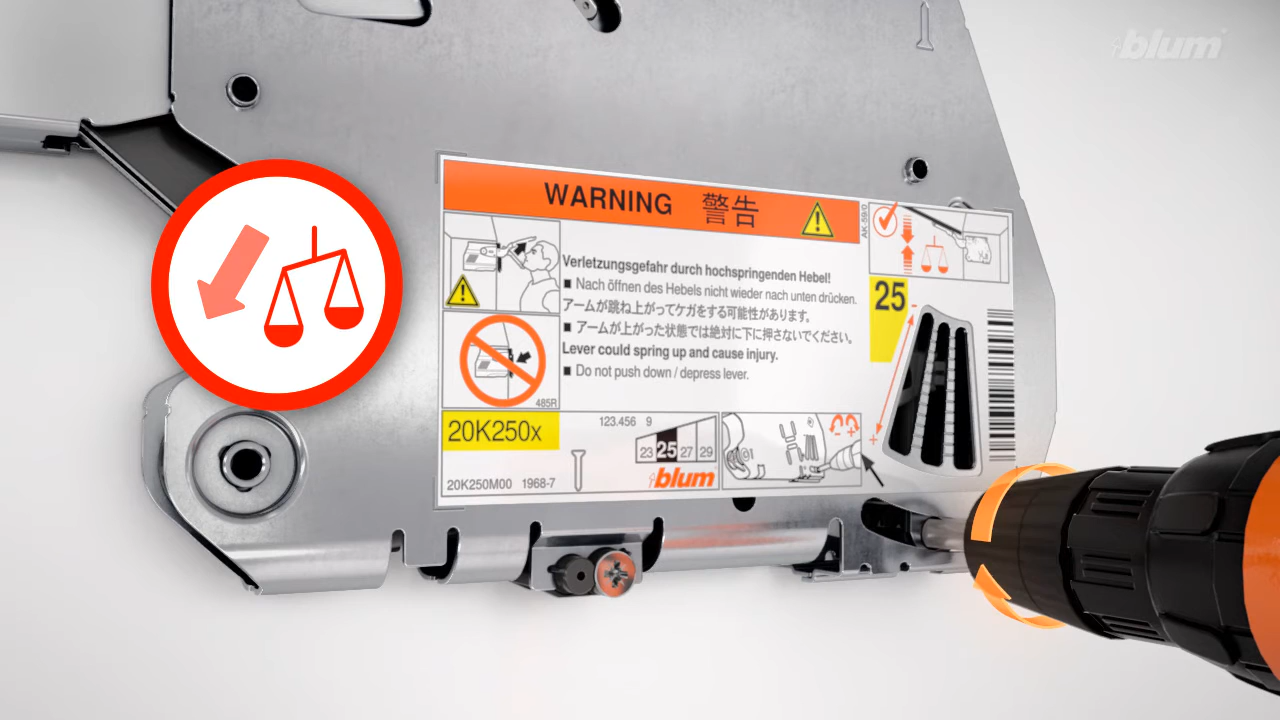 blum
WARNING 警告
AK-59/0
Verletzungsgefahr durch hochspringenden Hebel!
■ Nach öffnen des Hebels nicht wieder nach unten drücken.
アームが跳ね上がってケガをする可能性があります。
■ アームが上がった状態では絶対に下に押さないでください。
Lever could spring up and cause injury.
■ Do not push down / depress lever.
485R
25
-
+
20K250x
123.456 9
23 25 27 29
20K250M00 1968-7
blum
- +